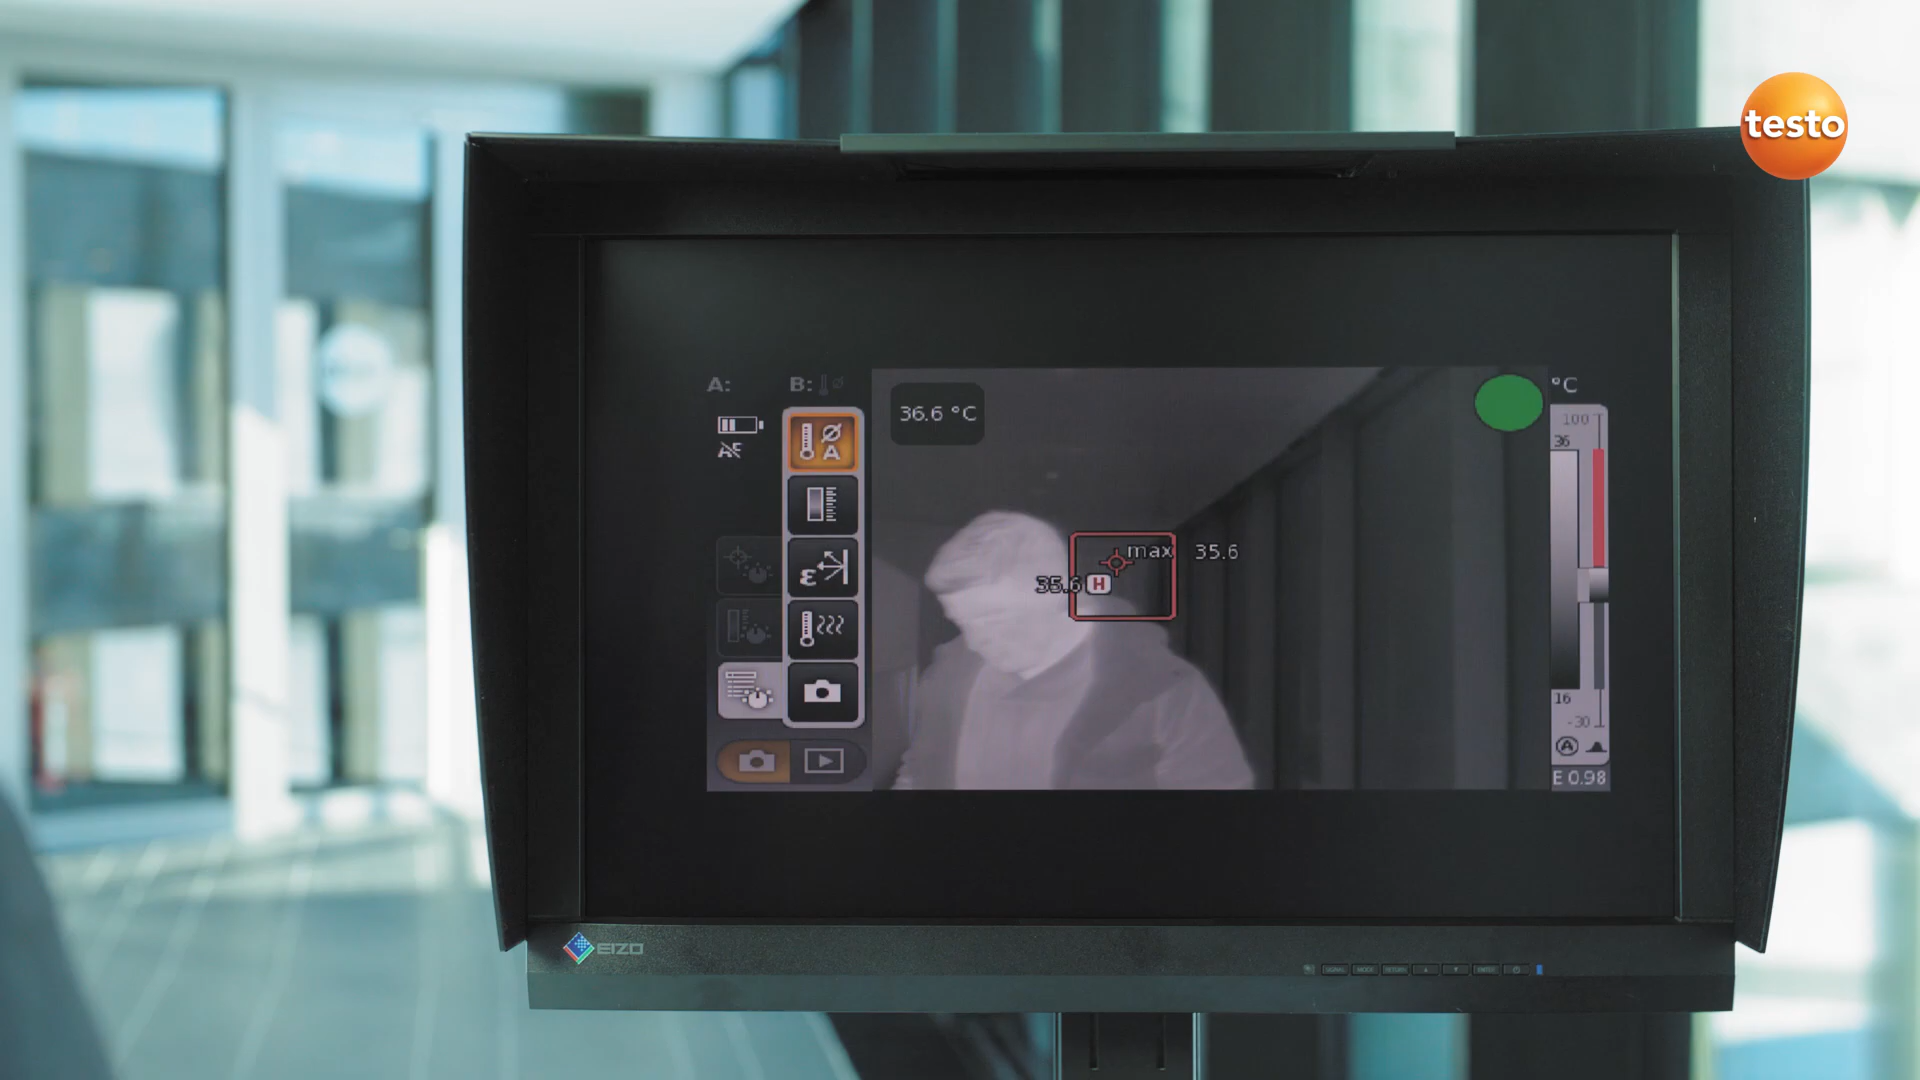 testo
A:
B:
°C
36.6 °C
100
36
A
max 35.6
35.6 H
ε
16
-30
A
E 0.98
EIZO